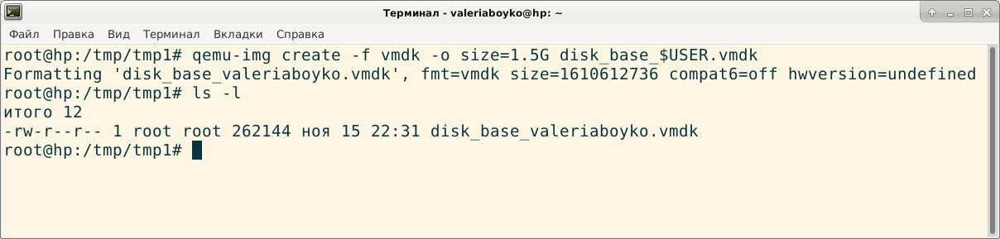 Терминал - valeriaboyko@hp: ~
Файл Правка Вид Терминал Вкладки Справка
root@hp:/tmp/tmp1# qemu-img create -f vmdk -o size=1.5G disk_base_$USER.vmdk
Formatting 'disk_base_valeriaboyko.vmdk', fmt=vmdk size=1610612736 compat6=off hwversion=undefined
root@hp:/tmp/tmp1# ls -l
итого 12
-rw-r--r-- 1 root root 262144 ноя 15 22:31 disk_base_valeriaboyko.vmdk
root@hp:/tmp/tmp1#